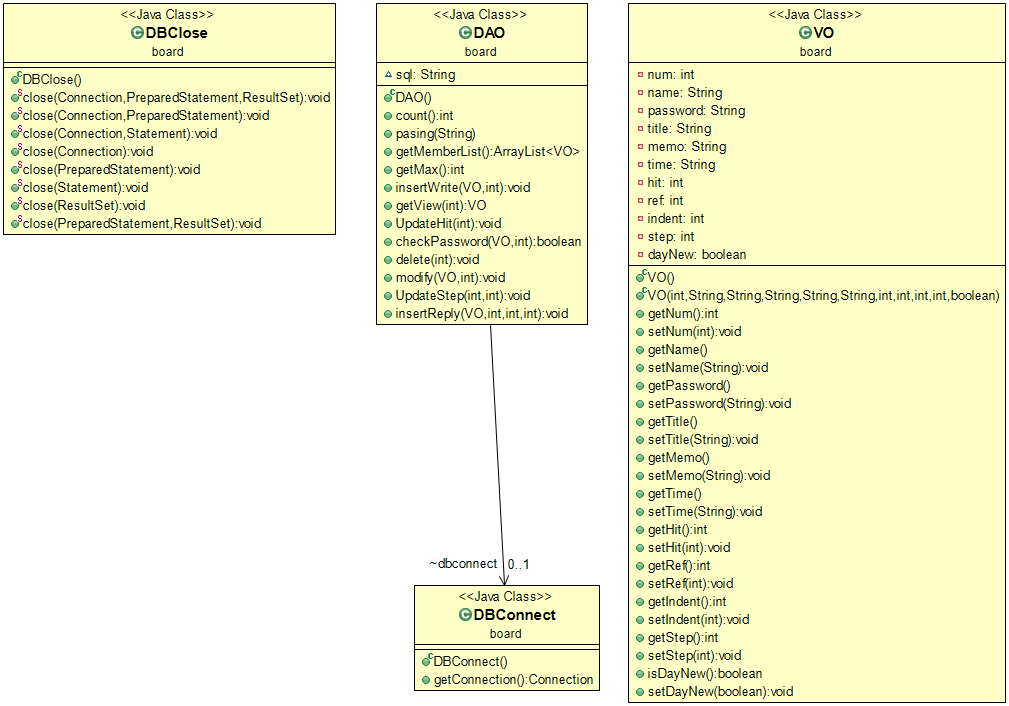 <<Java Class>>
DBClose
board
DBClose()
close(Connection,PreparedStatement,ResultSet):void
close(Connection,PreparedStatement):void
close(Connection,Statement):void
close(Connection):void
close(PreparedStatement):void
close(Statement):void
close(ResultSet):void
close(PreparedStatement,ResultSet):void
<<Java Class>>
DAO
board
sql: String
DAO()
count():int
pasing(String)
getMemberList():ArrayList<VO>
getMax():int
insertWrite(VO,int):void
getView(int):VO
UpdateHit(int):void
checkPassword(VO,int):boolean
delete(int):void
modify(VO,int):void
UpdateStep(int,int):void
insertReply(VO,int,int,int):void
~dbconnect 0..1
<<Java Class>>
DBConnect
board
DBConnect()
getConnection():Connection
<<Java Class>>
VO
board
num: int
name: String
password: String
title: String
memo: String
time: String
hit: int
ref: int
indent: int
step: int
dayNew: boolean
VO()
VO(int,String,String,String,String,String,int,int,int,int,boolean)
getNum():int
setNum(int):void
getName()
setName(String):void
getPassword()
setPassword(String):void
getTitle()
setTitle(String):void
getMemo()
setMemo(String):void
getTime()
setTime(String):void
getHit():int
setHit(int):void
getRef():int
setRef(int):void
getIndent():int
setIndent(int):void
getStep():int
setStep(int):void
isDayNew():boolean
setDayNew(boolean):void